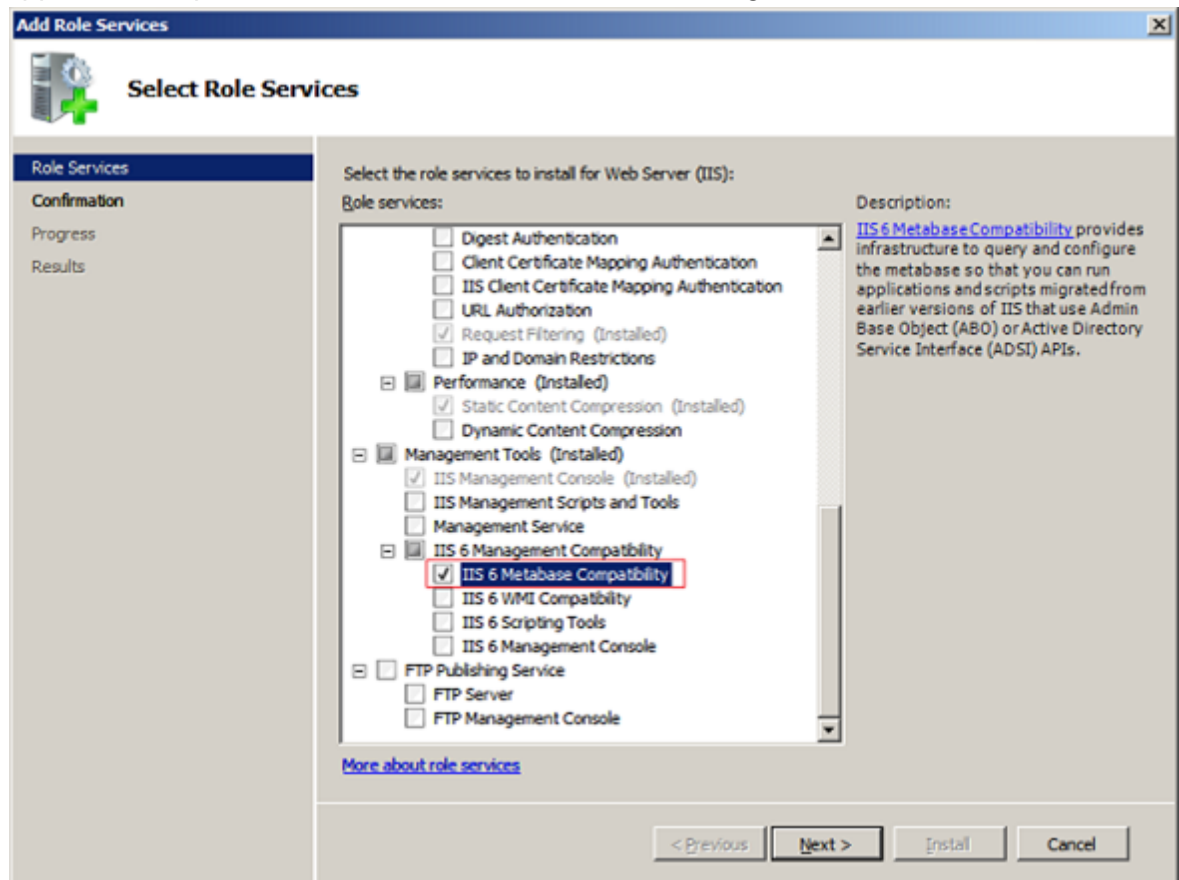 Add Role Services
Select Role Services
Role Services
Confirmation
Progress
Results
Select the role services to install for Web Server (IIS):
Role services:
Digest Authentication
Client Certificate Mapping Authentication
IIS Client Certificate Mapping Authentication
URL Authorization
Request Filtering (Installed)
IP and Domain Restrictions
Performance (Installed)
Static Content Compression (Installed)
Dynamic Content Compression
Management Tools (Installed)
IIS Management Console (Installed)
IIS Management Scripts and Tools
Management Service
IIS 6 Management Compatibility
IIS 6 Metabase Compatibility
IIS 6 WMI Compatibility
IIS 6 Scripting Tools
IIS 6 Management Console
FTP Publishing Service
FTP Server
FTP Management Console
More about role services
Description:
IIS 6 Metabase Compatibility provides
infrastructure to query and configure
the metabase so that you can run
applications and scripts migrated from
earlier versions of IIS that use Admin
Base Object (ABO) or Active Directory
Service Interface (ADSI) APIs.
< Previous
Next >
Install
Cancel